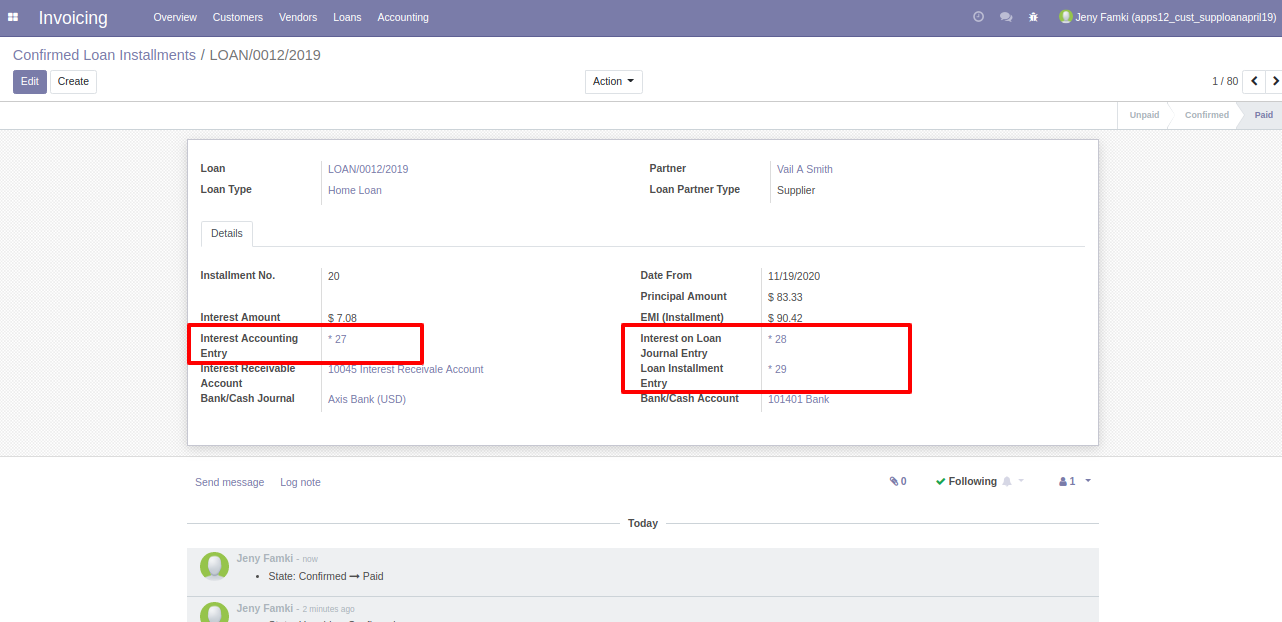 Invoicing Overview Customers Vendors Loans Accounting Jeny Famki (apps12_cust_supploanapril19)
Confirmed Loan Installments / LOAN/0012/2019
Edit Create Action 1 / 80
Unpaid Confirmed Paid
Loan LOAN/0012/2019 Partner Vail A Smith
Loan Type Home Loan Loan Partner Type Supplier
Details
Installment No. 20 Date From 11/19/2020
Principal Amount $ 83.33
Interest Amount $ 7.08 EMI (Installment) $ 90.42
Interest Accounting Entry * 27 Interest on Loan Journal Entry * 28
Interest Receivable Account 10045 Interest Receivale Account Loan Installment Entry * 29
Bank/Cash Journal Axis Bank (USD) Bank/Cash Account 101401 Bank
Send message Log note 0 Following 1
Today
Jeny Famki - now
• State: Confirmed → Paid
Jeny Famki - 2 minutes ago